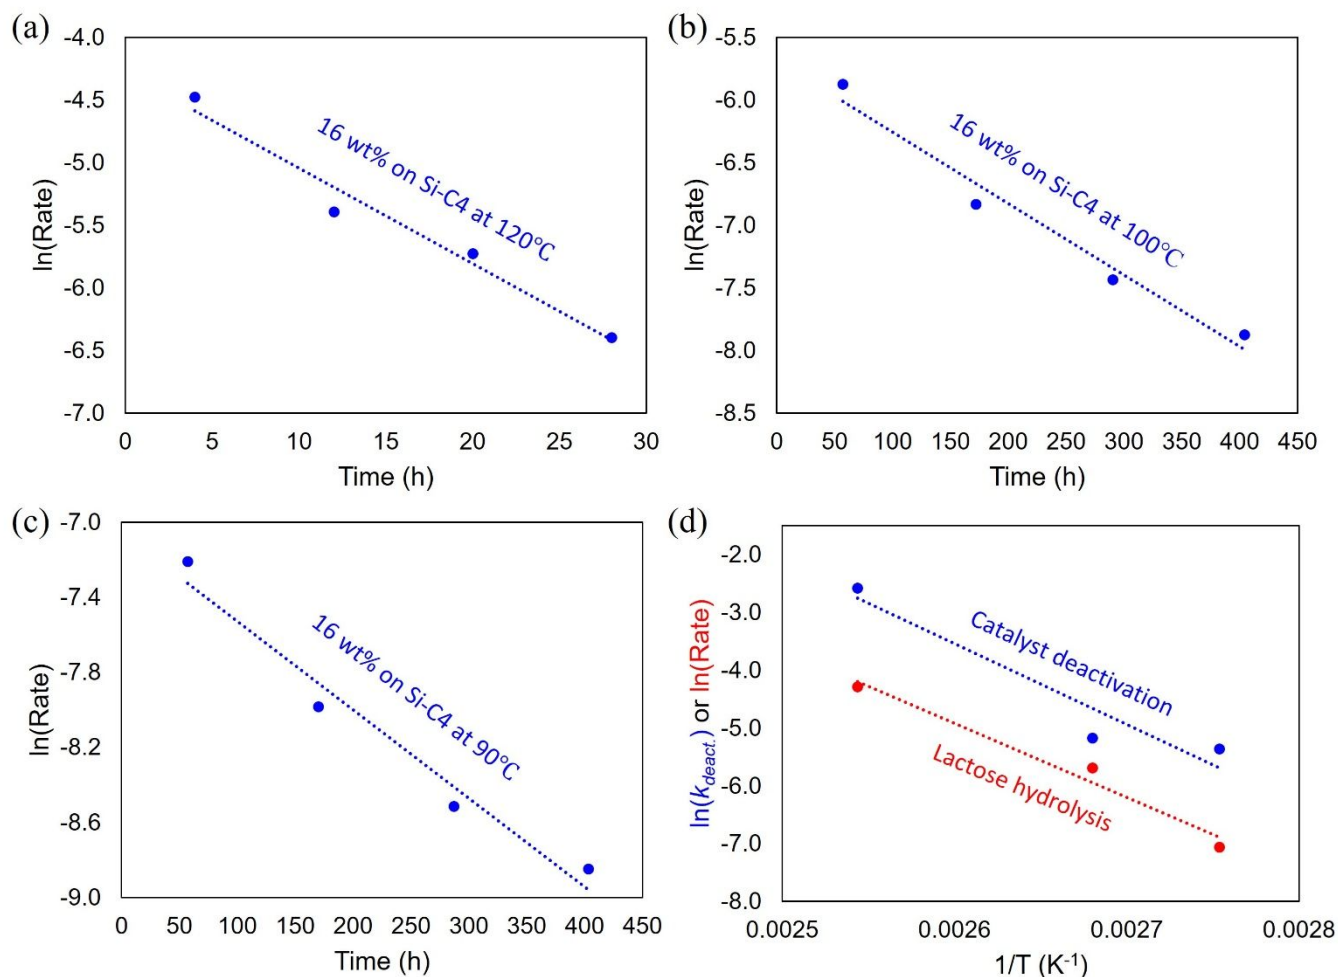 (a)
-4.0
-4.5
-5.0
-5.5
-6.0
-6.5
-7.0
ln(Rate)
16 wt% on Si-C4 at 120°C
0 5 10 15 20 25 30
Time (h)
(b)
-5.5
-6.0
-6.5
-7.0
-7.5
-8.0
-8.5
ln(Rate)
16 wt% on Si-C4 at 100℃
0 50 100 150 200 250 300 350 400 450
Time (h)
(c)
-7.0
-7.4
-7.8
-8.2
-8.6
-9.0
ln(Rate)
16 wt% on Si-C4 at 90°C
0 50 100 150 200 250 300 350 400 450
Time (h)
(d)
-2.0
-3.0
-4.0
-5.0
-6.0
-7.0
-8.0
ln(kdeact.) or ln(Rate)
Catalyst deactivation
Lactose hydrolysis
0.0025 0.0026 0.0027 0.0028
1/T (K-1)